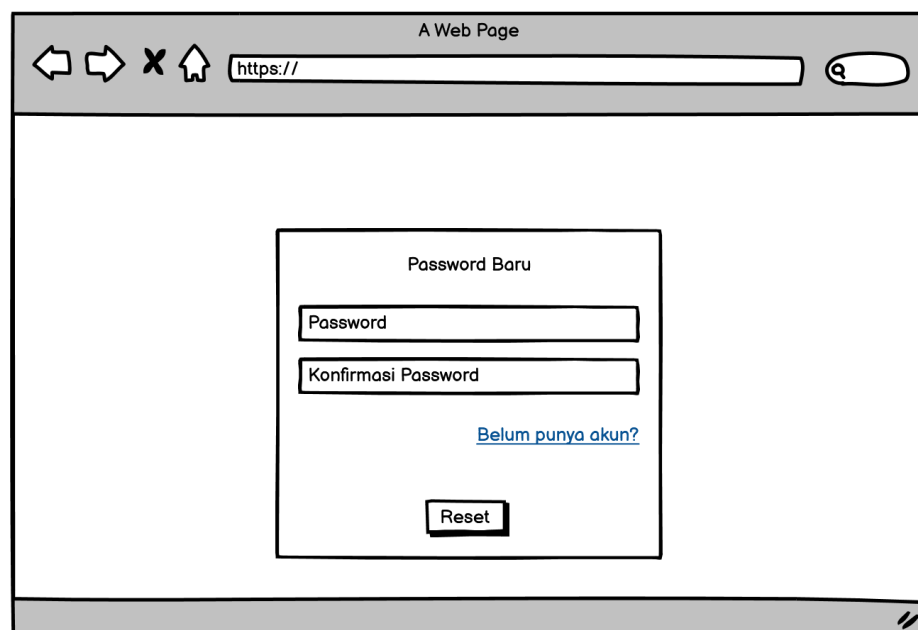 A Web Page
https://
Password Baru
Password
Konfirmasi Password
Belum punya akun?
Reset